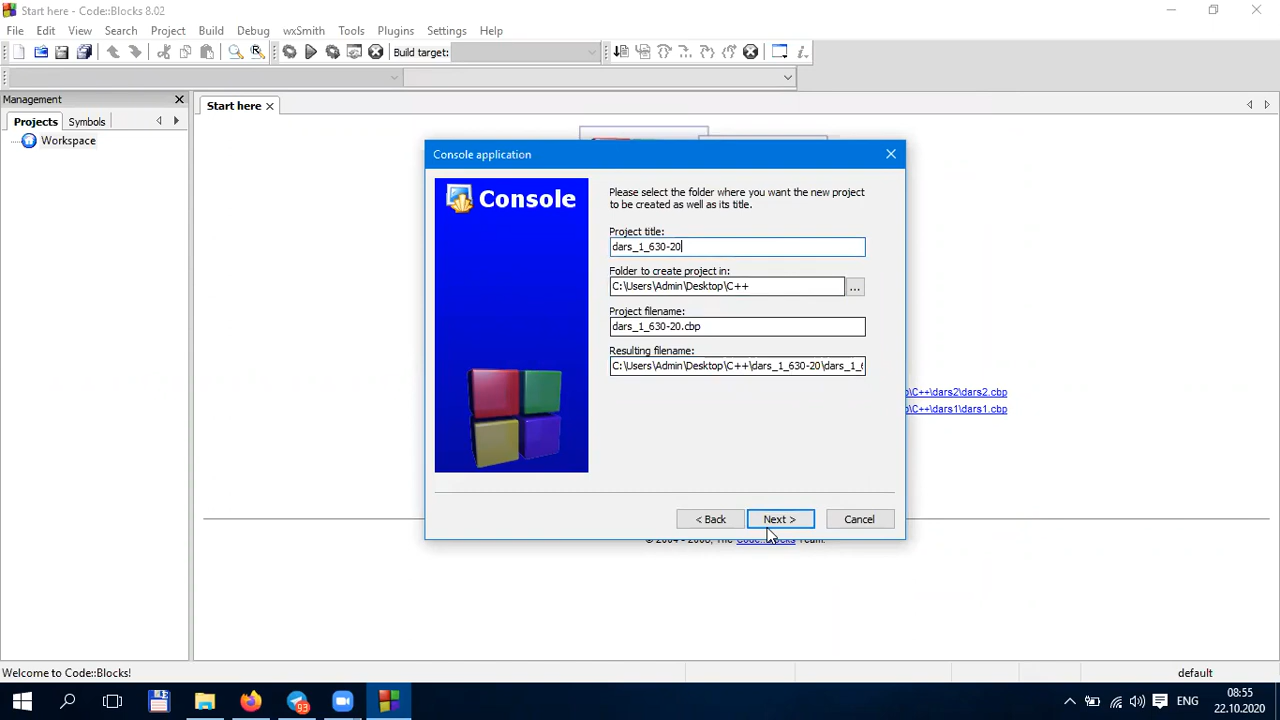 Start here - Code::Blocks 8.02
File Edit View Search Project Build Debug wxSmith Tools Plugins Settings Help
Build target:
Management
Start here
Projects Symbols
Workspace
Console application
Console
Please select the folder where you want the new project
to be created as well as its title.
Project title:
dars_1_630-20
Folder to create project in:
C:\Users\Admin\Desktop\C++
...
Project filename:
dars_1_630-20.cbp
Resulting filename:
C:\Users\Admin\Desktop\C++\dars_1_630-20\dars_1_6
\C++\dars2\dars2.cbp
\C++\dars1\dars1.cbp
< Back Next > Cancel
Team.
Welcome to Code::Blocks!
default
93
ENG
08:55
22.10.2020